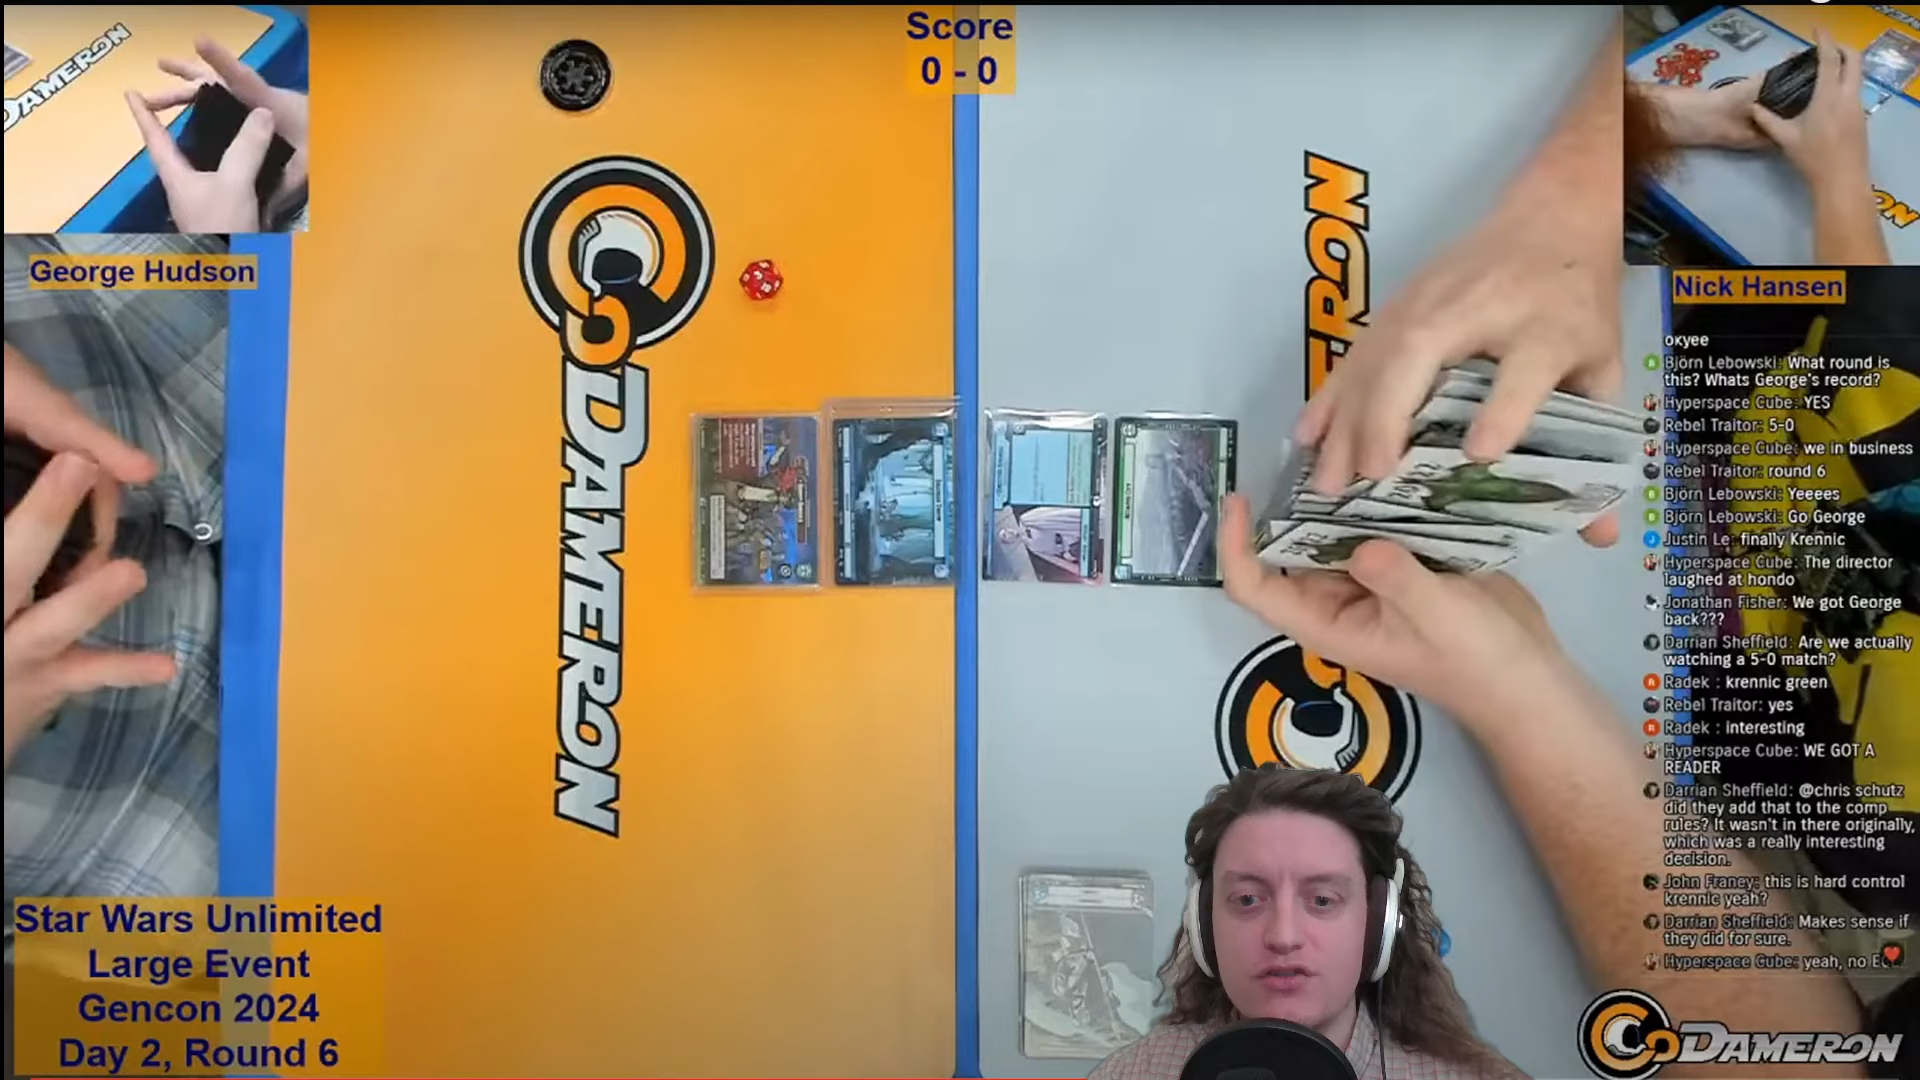 Score
0 - 0
DAMERON
George Hudson
Nick Hansen
CODAMERON
okyee
Björn Lebowski: What round is
this? Whats George's record?
Hyperspace Cube: YES
Rebel Traitor: 5-0
Hyperspace Cube: we in business
Rebel Traitor: round 6
Björn Lebowski: Yeeees
Björn Lebowski: Go George
Justin Le: finally Krennic
Hyperspace Cube: The director
laughed at hondo
Jonathan Fisher: We got George
back???
Darrian Sheffield: Are we actually
watching a 5-0 match?
Radek : krennic green
Rebel Traitor: yes
Radek : interesting
Hyperspace Cube: WE GOT A
READER
Darrian Sheffield: @chris schutz
did they add that to the comp
rules? It wasn't in there originally,
which was a really interesting
decision.
John Franey: this is hard control
krennic yeah?
Darrian Sheffield: Makes sense if
they did for sure.
Hyperspace Cube: yeah, no
Star Wars Unlimited
Large Event
Gencon 2024
Day 2, Round 6
CODAMERON